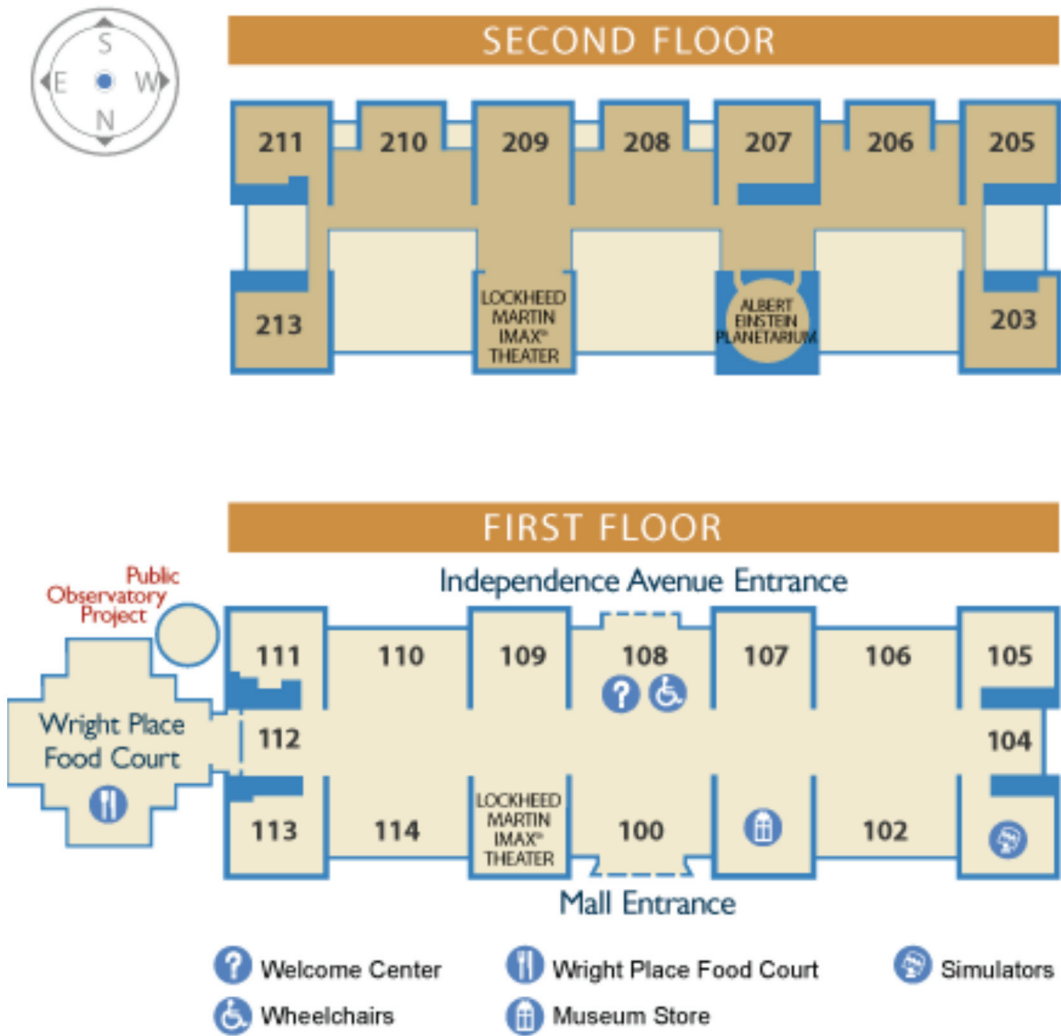 S
E W
N
SECOND FLOOR
211 210 209 208 207 206 205
213
LOCKHEED
MARTIN
IMAX®
THEATER
ALBERT
EINSTEIN
PLANETARIUM
203
FIRST FLOOR
Public
Observatory
Project
Independence Avenue Entrance
111 110 109 108 107 106 105
?
Wright Place
Food Court
112 104
113 114
LOCKHEED
MARTIN
IMAX®
THEATER
100 102
Mall Entrance
? Welcome Center
Wright Place Food Court
Simulators
Wheelchairs
Museum Store